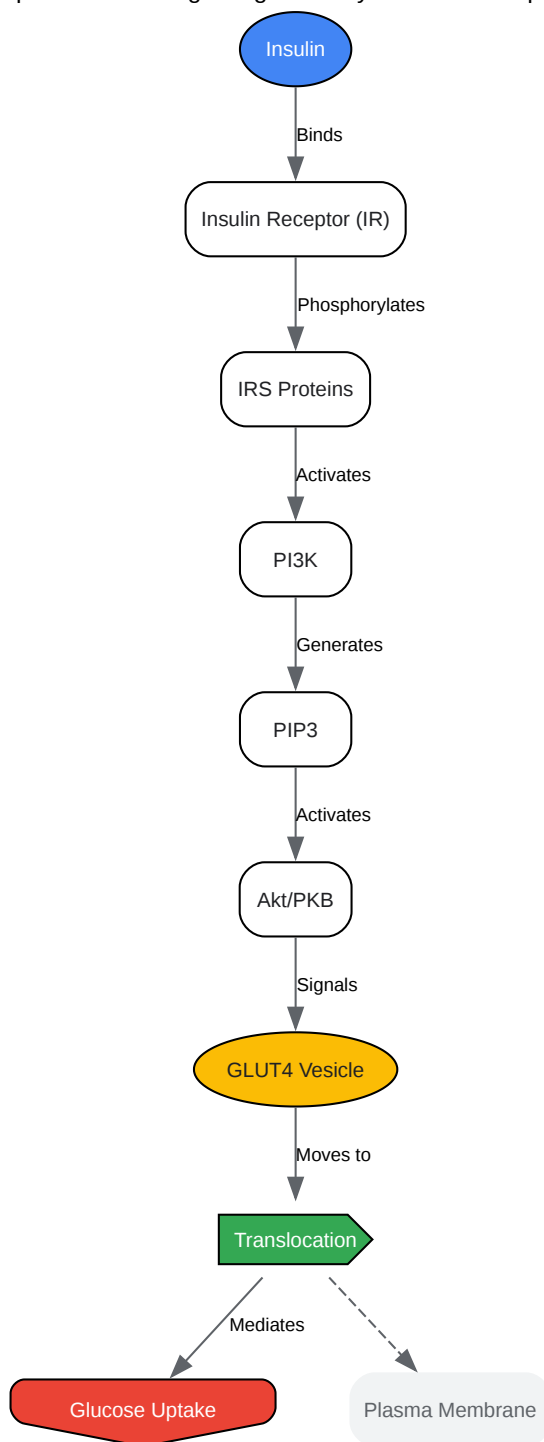 Insulin
Binds
Insulin Receptor (IR)
Phosphorylates
IRS Proteins
Activates
PI3K
Generates
PIP3
Activates
Akt/PKB
Signals
GLUT4 Vesicle
Moves to
Translocation
Mediates
Glucose Uptake
Plasma Membrane